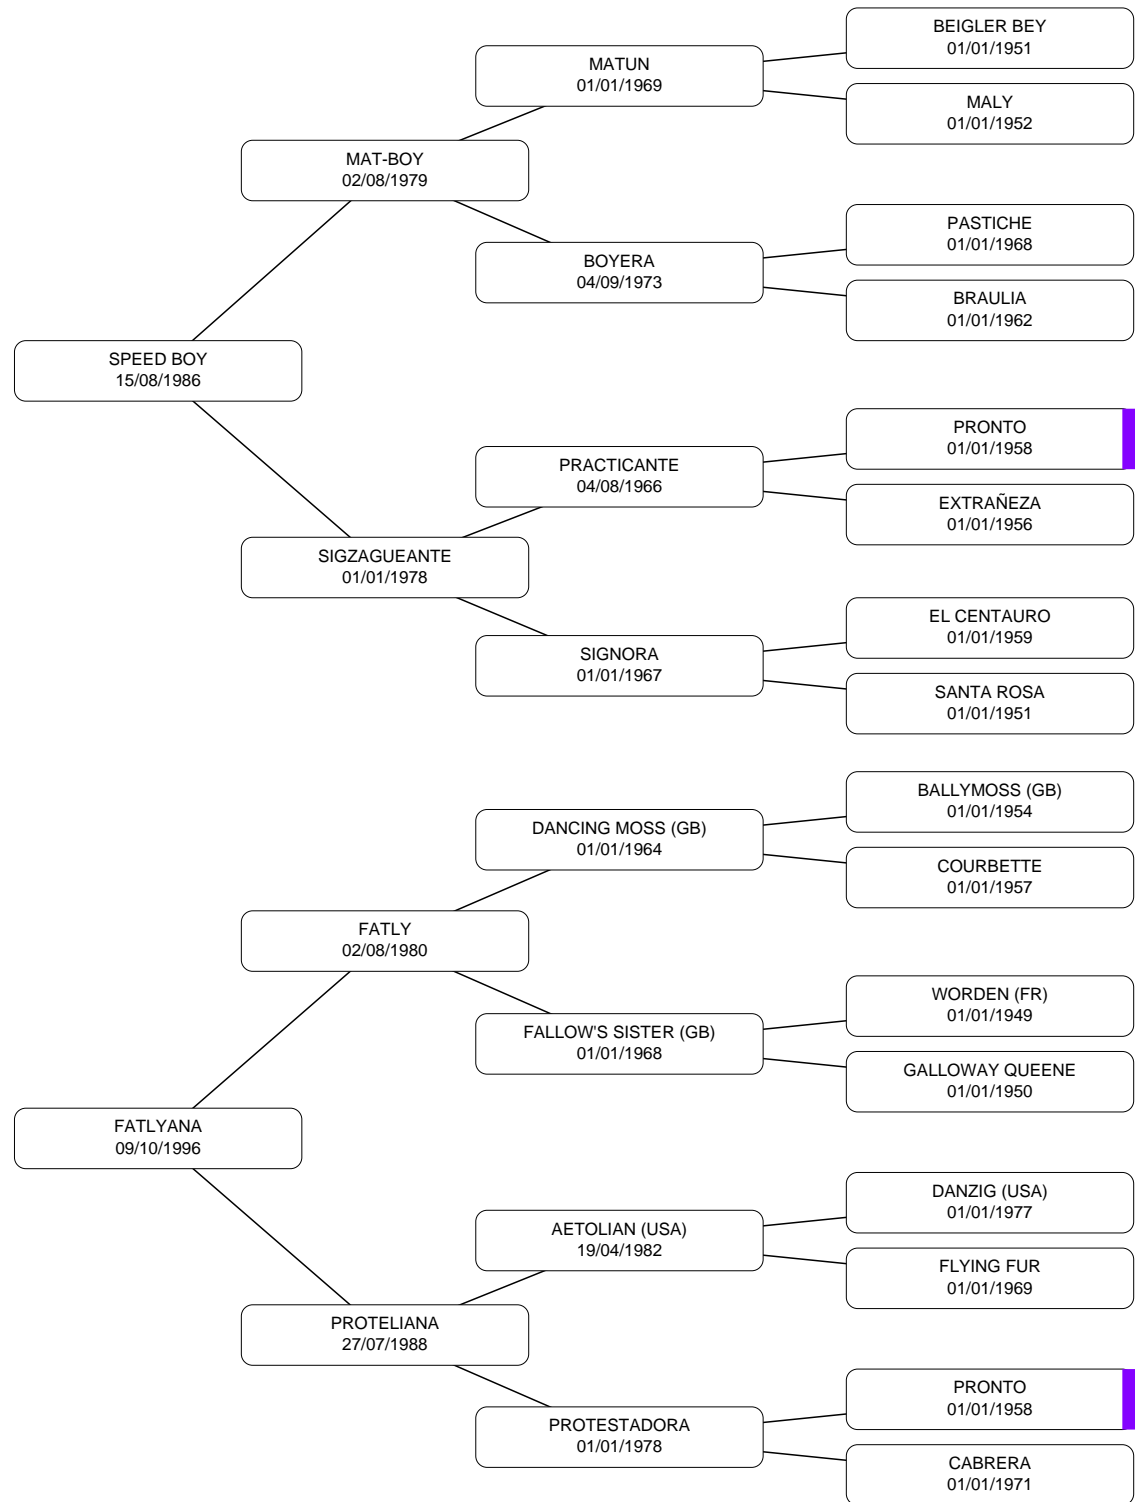 BEIGLER BEY
01/01/1951
MATUN
01/01/1969
MALY
01/01/1952
MAT-BOY
02/08/1979
PASTICHE
01/01/1968
BOYERA
04/09/1973
BRAULIA
01/01/1962
SPEED BOY
15/08/1986
PRONTO
01/01/1958
PRACTICANTE
04/08/1966
EXTRAÑEZA
01/01/1956
SIGZAGUEANTE
01/01/1978
EL CENTAURO
01/01/1959
SIGNORA
01/01/1967
SANTA ROSA
01/01/1951
BALLYMOSS (GB)
01/01/1954
DANCING MOSS (GB)
01/01/1964
COURBETTE
01/01/1957
FATLY
02/08/1980
WORDEN (FR)
01/01/1949
FALLOW'S SISTER (GB)
01/01/1968
GALLOWAY QUEENE
01/01/1950
FATLYANA
09/10/1996
DANZIG (USA)
01/01/1977
AETOLIAN (USA)
19/04/1982
FLYING FUR
01/01/1969
PROTELIANA
27/07/1988
PRONTO
01/01/1958
PROTESTADORA
01/01/1978
CABRERA
01/01/1971